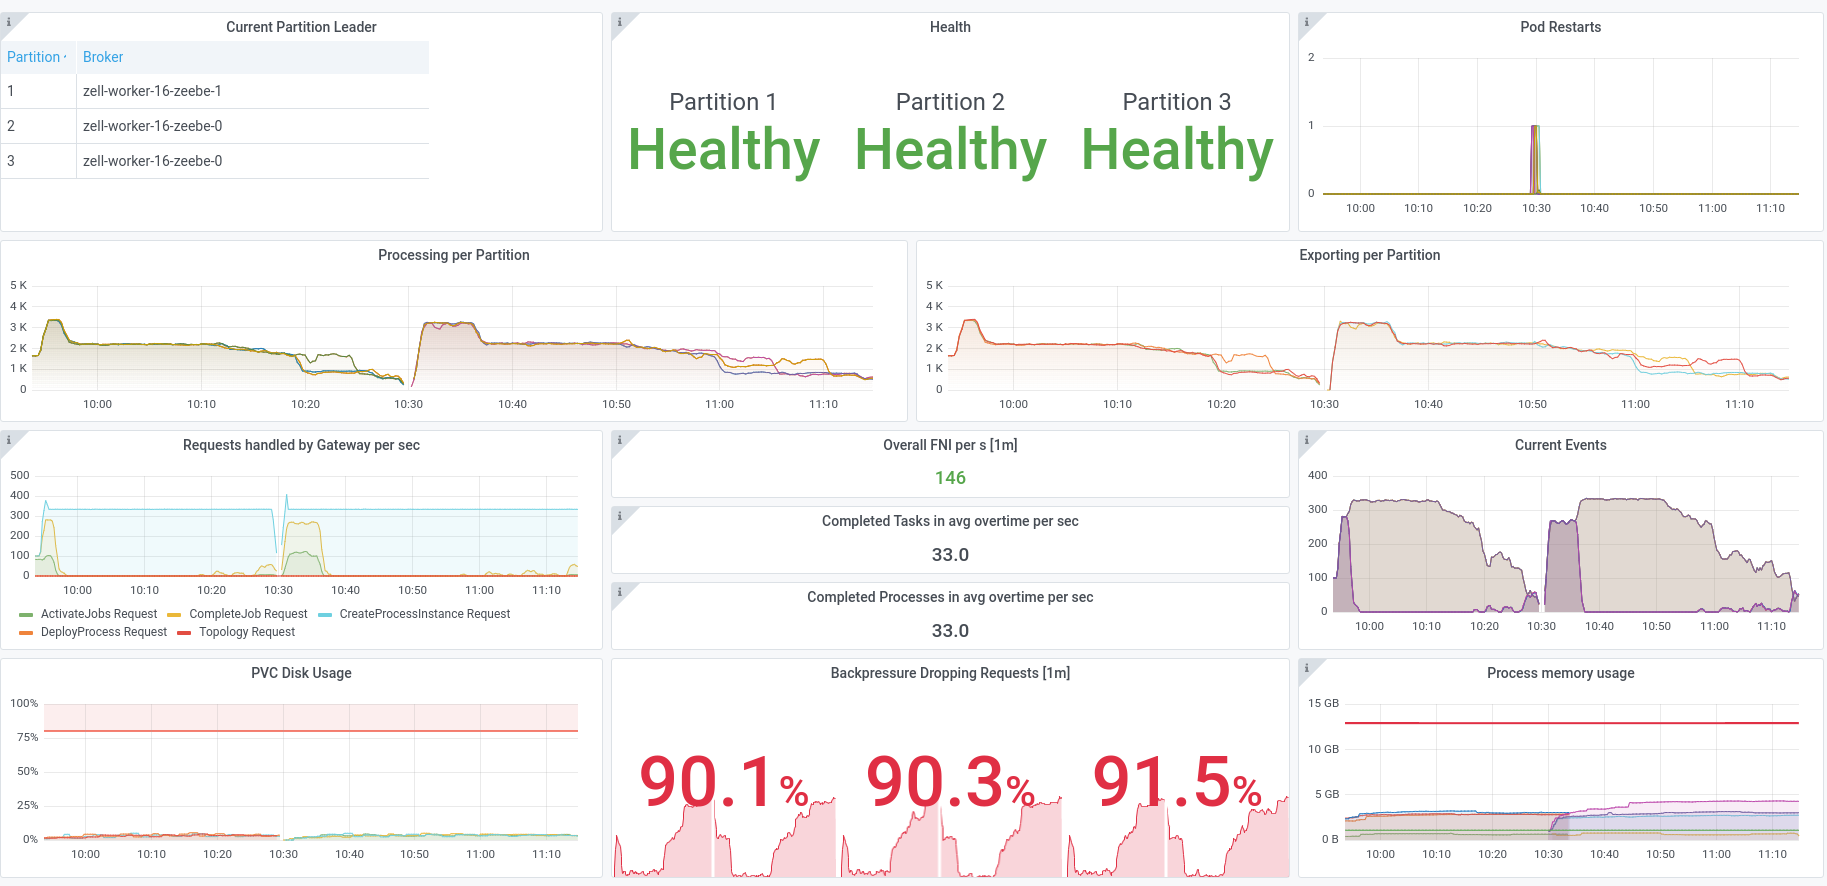 Current Partition Leader
Partition Broker
1 zell-worker-16-zeebe-1
2 zell-worker-16-zeebe-0
3 zell-worker-16-zeebe-0
Health
Partition 1 Partition 2 Partition 3
Healthy Healthy Healthy
Pod Restarts
2
1
0
10:00 10:10 10:20 10:30 10:40 10:50 11:00 11:10
Processing per Partition
5 K
4 K
3 K
2 K
1 K
0
10:00 10:10 10:20 10:30 10:40 10:50 11:00 11:10
Exporting per Partition
5 K
4 K
3 K
2 K
1 K
0
10:00 10:10 10:20 10:30 10:40 10:50 11:00 11:10
Requests handled by Gateway per sec
500
400
300
200
100
0
10:00 10:10 10:20 10:30 10:40 10:50 11:00 11:10
ActivateJobs Request CompleteJob Request CreateProcessInstance Request
DeployProcess Request Topology Request
Overall FNI per s [1m]
146
Completed Tasks in avg overtime per sec
33.0
Completed Processes in avg overtime per sec
33.0
Current Events
400
300
200
100
0
10:00 10:10 10:20 10:30 10:40 10:50 11:00 11:10
PVC Disk Usage
100%
75%
50%
25%
0%
10:00 10:10 10:20 10:30 10:40 10:50 11:00 11:10
Backpressure Dropping Requests [1m]
90.1% 90.3% 91.5%
Process memory usage
15 GB
10 GB
5 GB
0 B
10:00 10:10 10:20 10:30 10:40 10:50 11:00 11:10